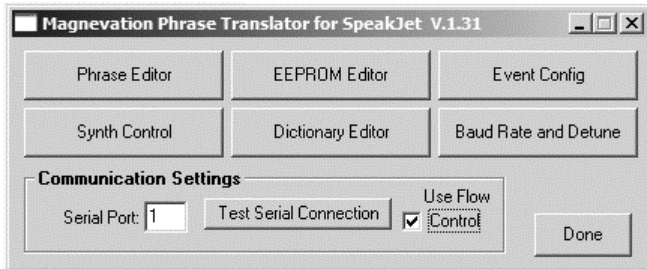 Magnevation Phrase Translator for SpeakJet V.1.31
Phrase Editor
EEPROM Editor
Event Config
Synth Control
Dictionary Editor
Baud Rate and Detune
Communication Settings
Serial Port: 1
Test Serial Connection
Use Flow
Control
Done